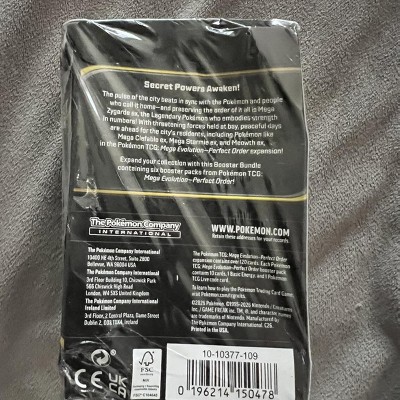 Secret Powers Awaken!
The pulse of the city beats in sync with the Pokémon and people
who call it home—and preserving the order of it all is Mega
Zygarde ex, the Legendary Pokémon who embodies strength
in numbers! With threatening forces held at bay, peaceful days
are ahead for the city's residents, including Pokémon like
Mega Clefable ex, Mega Starmie ex, and Meowth ex,
in the Pokémon TCG: Mega Evolution—Perfect Order expansion!
Expand your collection with this Booster Bundle
containing six booster packs from Pokémon TCG:
Mega Evolution—Perfect Order!
The Pokémon Company
INTERNATIONAL
The Pokémon Company International
10400 NE 4th Street, Suite 2800
Bellevue, WA 98004 USA
The Pokémon Company International
3rd Floor Building 10, Chiswick Park
566 Chiswick High Road
London, W4 5XS United Kingdom
The Pokémon Company International
Ireland Limited
3rd Floor, 2 Central Plaza, Dame Street
Dublin 2, D02 T0X4, Ireland
WWW.POKEMON.COM
Retain these addresses for your records.
The Pokémon TCG: Mega Evolution—Perfect Order
expansion contains over 120 cards. Each Pokémon
TCG: Mega Evolution—Perfect Order booster pack
contains 10 cards, 1 Basic Energy, and 1 Pokémon
TCG Live code card.
To learn how to play the Pokémon Trading Card Game,
visit Pokemon.com/tcgtricks.
©2026 Pokémon. ©1995–2026 Nintendo / Creatures
Inc. / GAME FREAK inc. TM, ®, and character names
are trademarks of Nintendo. Manufactured by
The Pokémon Company International. C26.
Printed in USA.
CE UK CA
FSC
MIX
10-10377-109
0 196214 150478